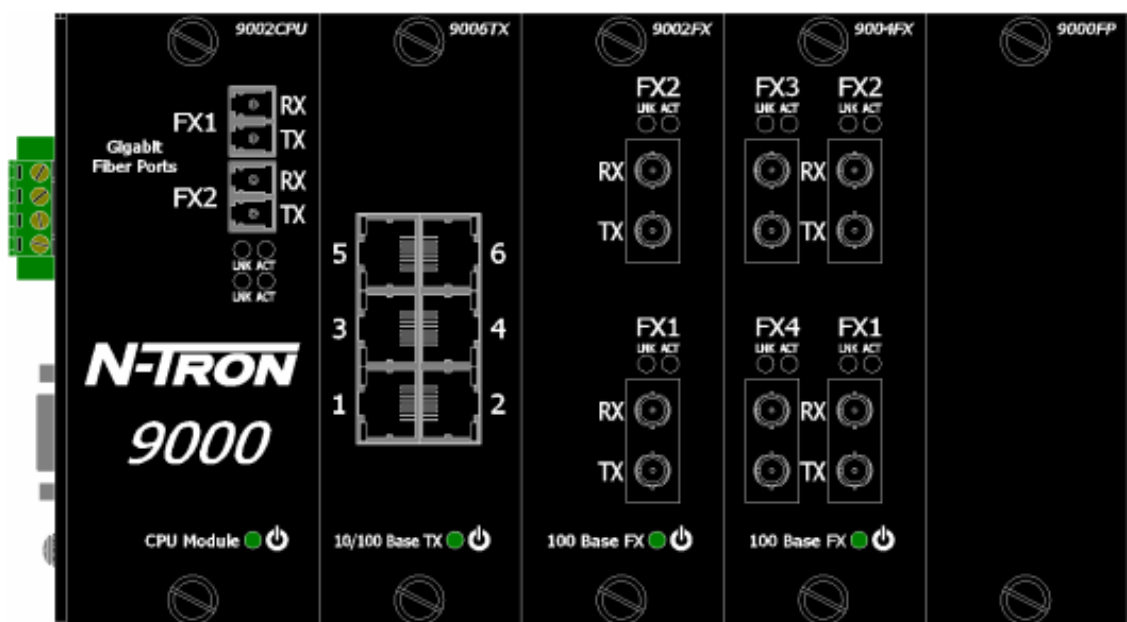 9002CPU
FX1
RX
TX
Gigabit
Fiber Ports
FX2
RX
TX
LNK ACT
LNK ACT
N-TRON
9000
CPU Module
9006TX
5
6
3
4
1
2
10/100 Base TX
9002FX
FX2
LNK ACT
RX
TX
FX1
LNK ACT
RX
TX
100 Base FX
9004FX
FX3 FX2
LNK ACT LNK ACT
RX
TX
FX4 FX1
LNK ACT LNK ACT
RX
TX
100 Base FX
9000FP